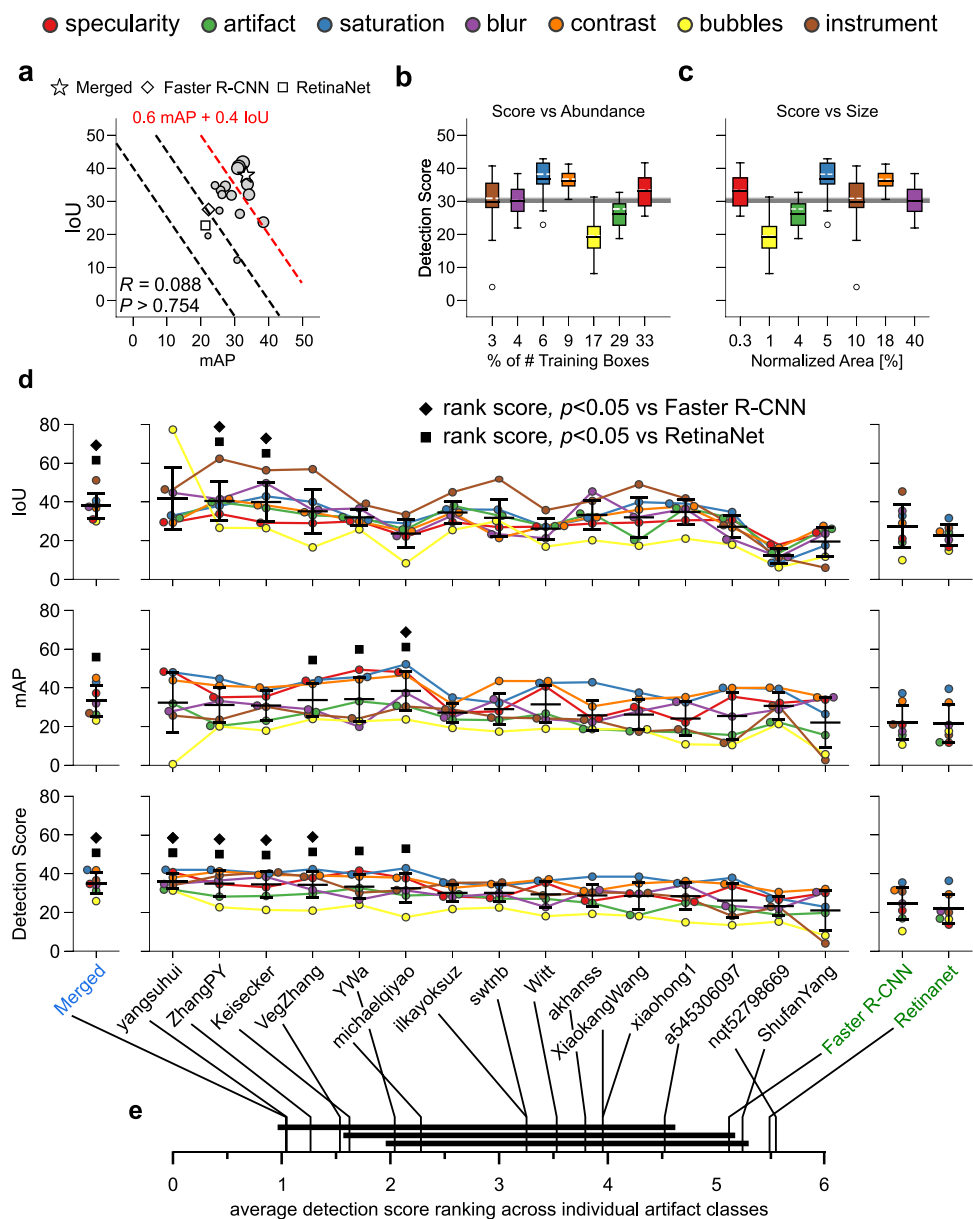 specularity artifact saturation blur contrast bubbles instrument
a
Merged Faster R-CNN RetinaNet
0.6 mAP + 0.4 IoU
IoU
50
40
30
20
10
0
R = 0.088
P > 0.754
0 10 20 30 40 50
mAP
b
Score vs Abundance
Detection Score
50
40
30
20
10
0
3 4 6 9 17 29 33
% of # Training Boxes
c
Score vs Size
50
40
30
20
10
0
0.3 1 4 5 10 18 40
Normalized Area [%]
d
rank score, p<0.05 vs Faster R-CNN
rank score, p<0.05 vs RetinaNet
IoU
80
60
40
20
0
mAP
80
60
40
20
0
Detection Score
80
60
40
20
0
Merged
yangsuhui
ZhangPY
Keisecker
VegZhang
YWa
michaelqiyao
ilkayoksuz
swtnb
Witt
akhanss
XiaokangWang
xiaohong1
a545306097
nqt52798669
ShufanYang
Faster R-CNN
Retinanet
e
0 1 2 3 4 5 6
average detection score ranking across individual artifact classes